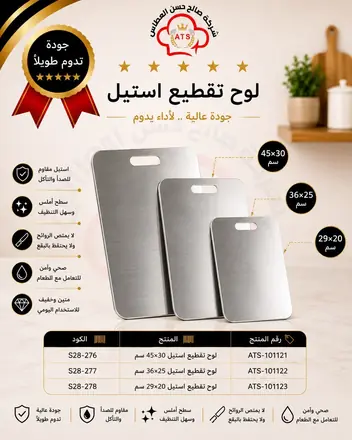 شركة صالح حسن العطاس
ATS
جودة
تدوم طويلاً
لوح تقطيع استيل
جودة عالية .. لأداء يدوم
45×30
سم
36×25
سم
29×20
سم
استيل مقاوم
للصدأ والتآكل
سطح أملس
وسهل التنظيف
لا يمتص الروائح
ولا يحتفظ بالبقع
صحي وآمن
للتعامل مع الطعام
متين وخفيف
للاستخدام اليومي
رقم المنتج
المنتج
الكود
ATS-101121
لوح تقطيع استيل 30×45 سم
S28-276
ATS-101122
لوح تقطيع استيل 25×36 سم
S28-277
ATS-101123
لوح تقطيع استيل 20×29 سم
S28-278
صحي وآمن
للتعامل مع الطعام
لا يمتص الروائح
ولا يحتفظ بالبقع
سطح أملس
وسهل التنظيف
مقاوم للصدأ
والتآكل
جودة عالية
تدوم طويلاً